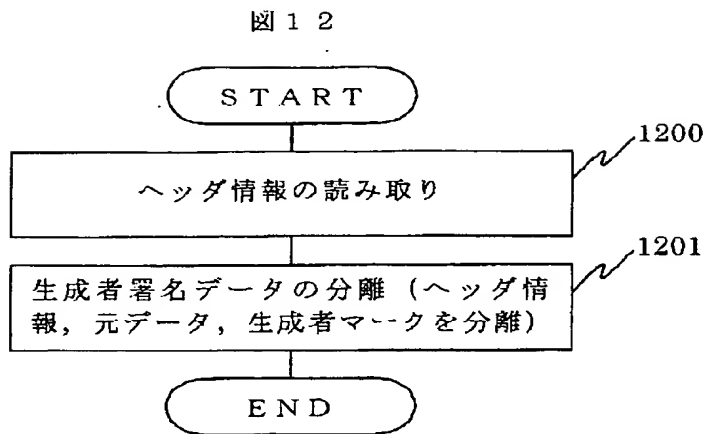 図12
START
1200
ヘッダ情報の読み取り
1201
生成者署名データの分離(ヘッダ情
報,元データ,生成者マークを分離)
END